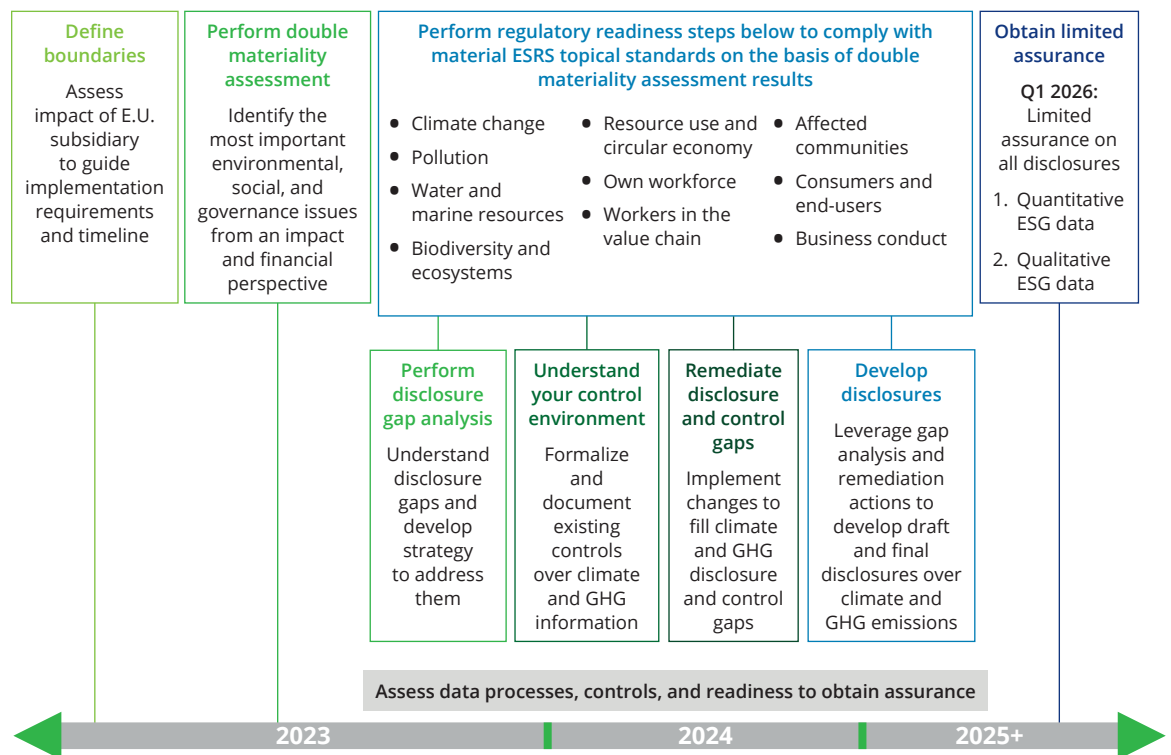 Define
boundaries
Assess
impact of E.U.
subsidiary
to guide
implementation
requirements
and timeline
Perform double
materiality
assessment
Identify the
most important
environmental,
social, and
governance issues
from an impact
and financial
perspective
Perform regulatory readiness steps below to comply with
material ESRS topical standards on the basis of double
materiality assessment results
• Climate change
• Pollution
• Water and
marine resources
• Biodiversity and
ecosystems
• Resource use and
circular economy
• Own workforce
• Workers in the
value chain
• Affected
communities
• Consumers and
end-users
• Business conduct
Obtain limited
assurance
Q1 2026:
Limited
assurance on
all disclosures
1. Quantitative
ESG data
2. Qualitative
ESG data
Perform
disclosure
gap analysis
Understand
disclosure
gaps and
develop
strategy
to address
them
Understand
your control
environment
Formalize
and
document
existing
controls
over climate
and GHG
information
Remediate
disclosure
and control
gaps
Implement
changes to
fill climate
and GHG
disclosure
and control
gaps
Develop
disclosures
Leverage gap
analysis and
remediation
actions to
develop draft
and final
disclosures over
climate and
GHG emissions
Assess data processes, controls, and readiness to obtain assurance
2023
2024
2025+